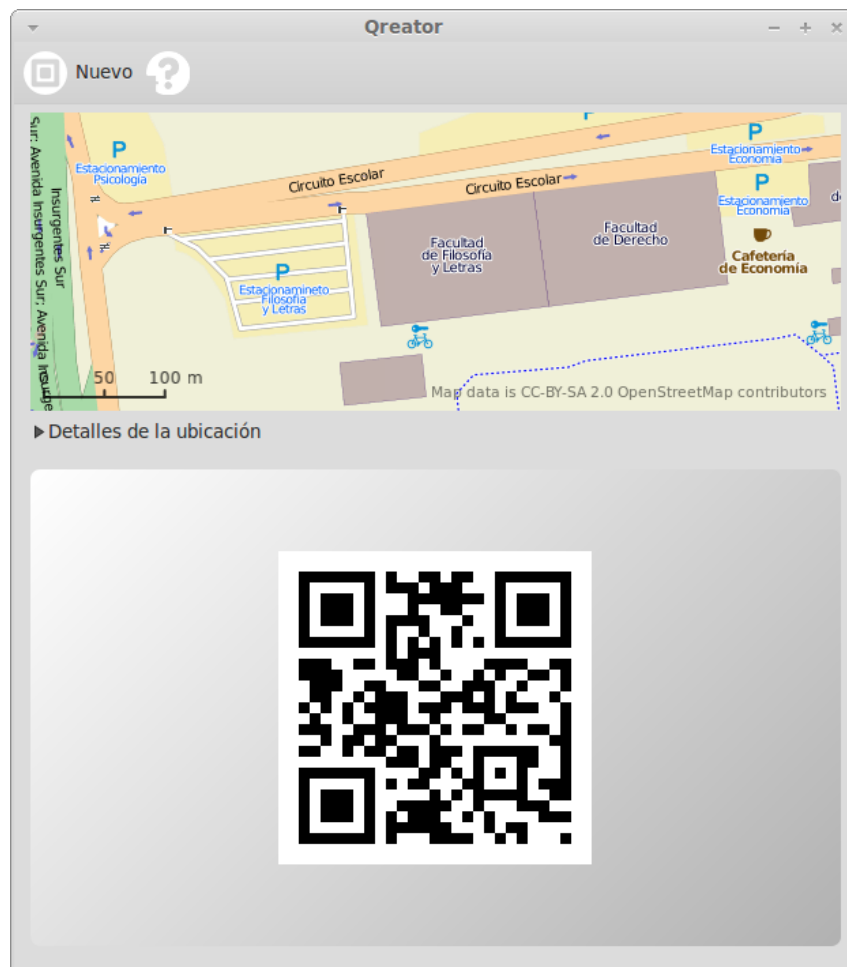 Qreator
Nuevo
P
Estacionamiento
Psicología
Circuito Escolar
Circuito Escolar
P
Estacionamiento
Economía
P
Estacionamiento
Economía
Cafetería
de Economía
Facultad
de Filosofía
y Letras
Facultad
de Derecho
P
Estacionamineto
Filosofía
y Letras
Insurgentes Sur
Sur; Avenida Insurgentes Sur; Avenida Insurge
50 100 m
Map data is CC-BY-SA 2.0 OpenStreetMap contributors
Detalles de la ubicación